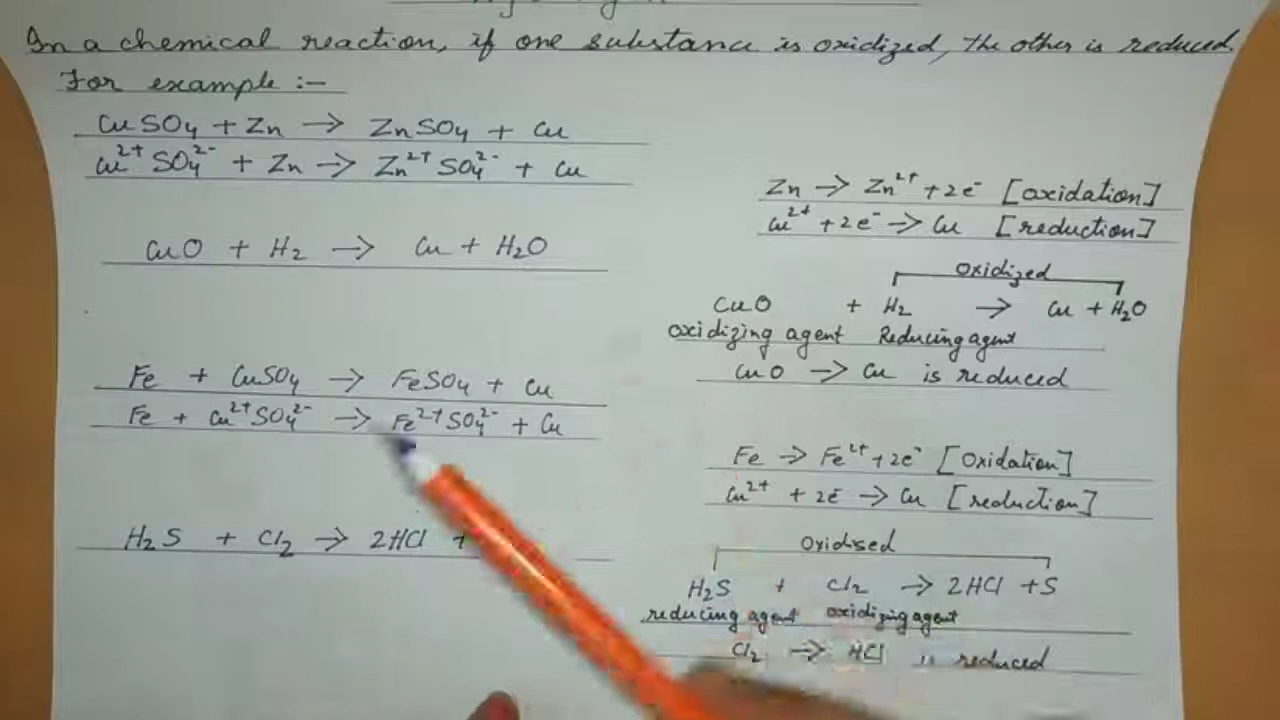 In a chemical reaction, if one substance is oxidized, the other is reduced.
For example :-
CuSO₄ + Zn → ZnSO₄ + Cu
Cu²⁺SO₄²⁻ + Zn → Zn²⁺SO₄²⁻ + Cu
CuO + H₂ → Cu + H₂O
Fe + CuSO₄ → FeSO₄ + Cu
Fe + Cu²⁺SO₄²⁻ → Fe²⁺SO₄²⁻ + Cu
H₂S + Cl₂ → 2HCl +
Zn → Zn²⁺ + 2e⁻ [oxidation]
Cu²⁺ + 2e⁻ → Cu [reduction]
Oxidized
CuO + H₂ → Cu + H₂O
oxidizing agent Reducing agent
CuO → Cu is reduced
Fe → Fe²⁺ + 2e⁻ [Oxidation]
Cu²⁺ + 2e⁻ → Cu [reduction]
Oxidised
H₂S + Cl₂ → 2HCl + S
reducing agent oxidizing agent
Cl₂ → HCl is reduced